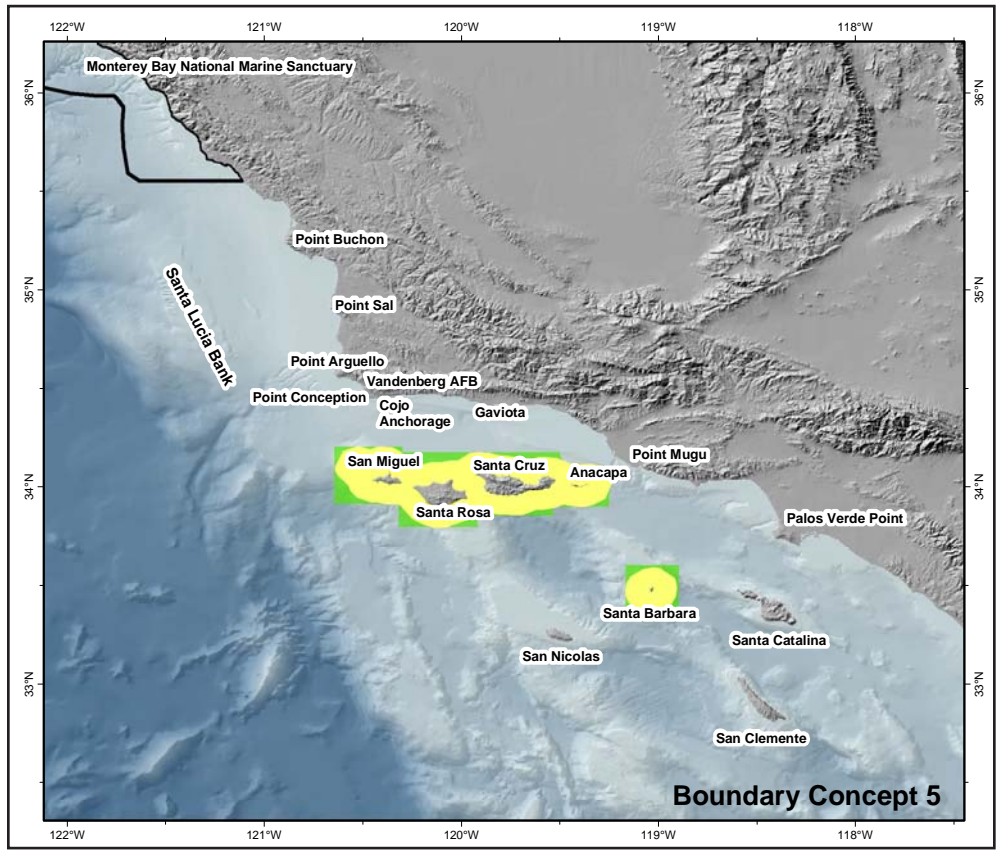 122°W 121°W 120°W 119°W 118°W
Monterey Bay National Marine Sanctuary
36°N 36°N
Point Buchon
35°N 35°N
Santa Lucia Bank
Point Sal
Point Arguello
Vandenberg AFB
Point Conception
Cojo
Anchorage
Gaviota
Point Mugu
San Miguel
Santa Cruz
Anacapa
34°N 34°N
Santa Rosa
Palos Verde Point
Santa Barbara
Santa Catalina
San Nicolas
33°N 33°N
San Clemente
Boundary Concept 5
122°W 121°W 120°W 119°W 118°W